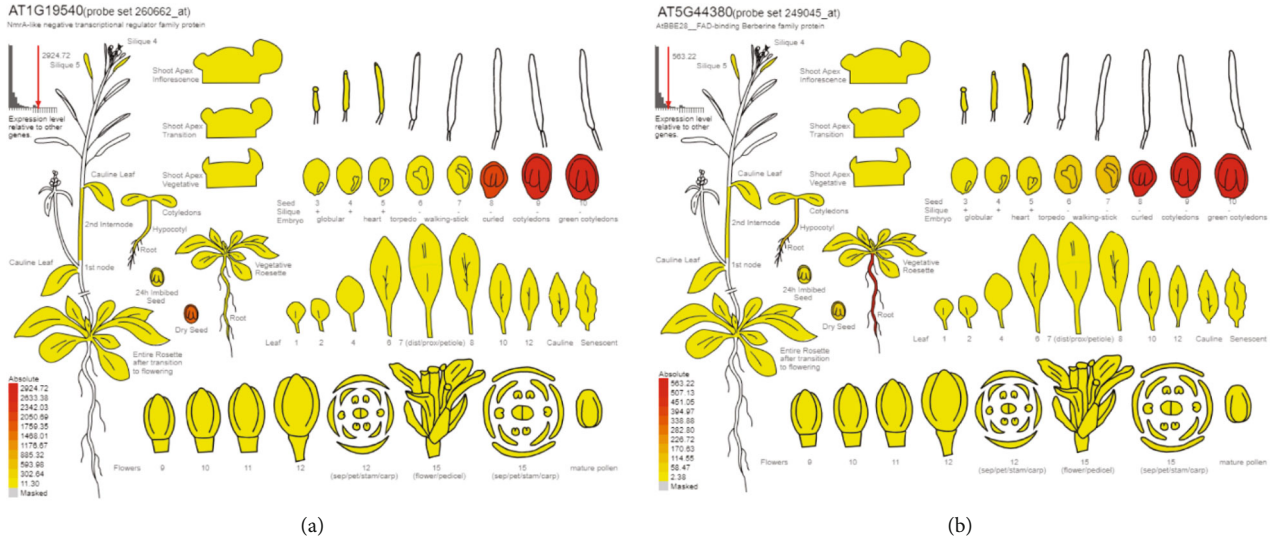 AT1G19540(probe set 260662_at)
NmrA-like negative transcriptional regulator family protein
2924.72
Expression level
relative to other
genes.
Silique 4
Silique 5
Shoot Apex
Inflorescence
Shoot Apex
Transition
Shoot Apex
Vegetative
Cauline Leaf
Cotyledons
2nd Internode
Hypocotyl
Root
Cauline Leaf
1st node
24h Imbibed
Seed
Dry Seed
Vegetative
Roesette
Root
Entire Rosette
after transition
to flowering
Seed 3 4 5 6 7 8 9 10
Silique + + + - - - - -
Embryo globular heart torpedo walking-stick curled cotyledons green cotyledons
Leaf 1 2 4 6 7 (dist/prox/petiole) 8 10 12 Cauline Senescent
Absolute
2924.72
2633.38
2342.03
2050.69
1759.35
1468.01
1176.67
885.32
593.98
302.64
11.30
Masked
Flowers 9 10 11 12 12 15 15 mature pollen
(sep/pet/stam/carp) (flower/pedicel) (sep/pet/stam/carp)
(a)
AT5G44380(probe set 249045_at)
AtBBE28__FAD-binding Berberine family protein
563.22
Expression level
relative to other
genes.
Silique 4
Silique 5
Shoot Apex
Inflorescence
Shoot Apex
Transition
Shoot Apex
Vegetative
Cauline Leaf
Cotyledons
2nd Internode
Hypocotyl
Root
Cauline Leaf
1st node
24h Imbibed
Seed
Dry Seed
Vegetative
Roesette
Root
Entire Rosette
after transition
to flowering
Seed 3 4 5 6 7 8 9 10
Silique + + + - - - - -
Embryo globular heart torpedo walking-stick curled cotyledons green cotyledons
Leaf 1 2 4 6 7 (dist/prox/petiole) 8 10 12 Cauline Senescent
Absolute
563.22
507.13
451.05
394.97
338.88
282.80
226.72
170.63
114.55
58.47
2.38
Masked
Flowers 9 10 11 12 12 15 15 mature pollen
(sep/pet/stam/carp) (flower/pedicel) (sep/pet/stam/carp)
(b)